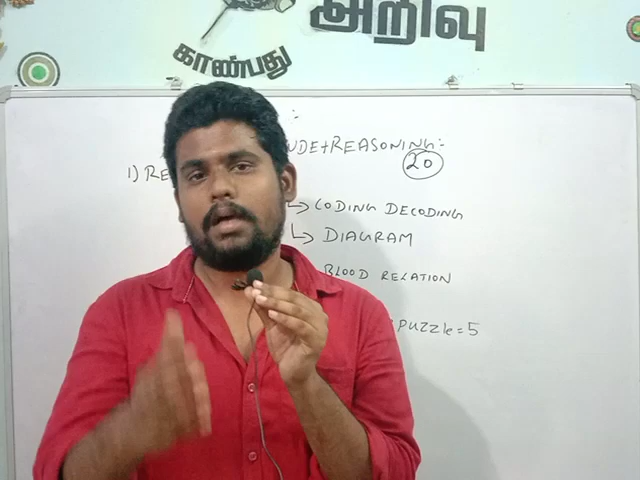 அறிவு
காண்பது
:
UDE+REASONING:-
20
1) RE
↳ CODING DECODING
↳ DIAGRAM
BLOOD RELATION
PUZZLE=5